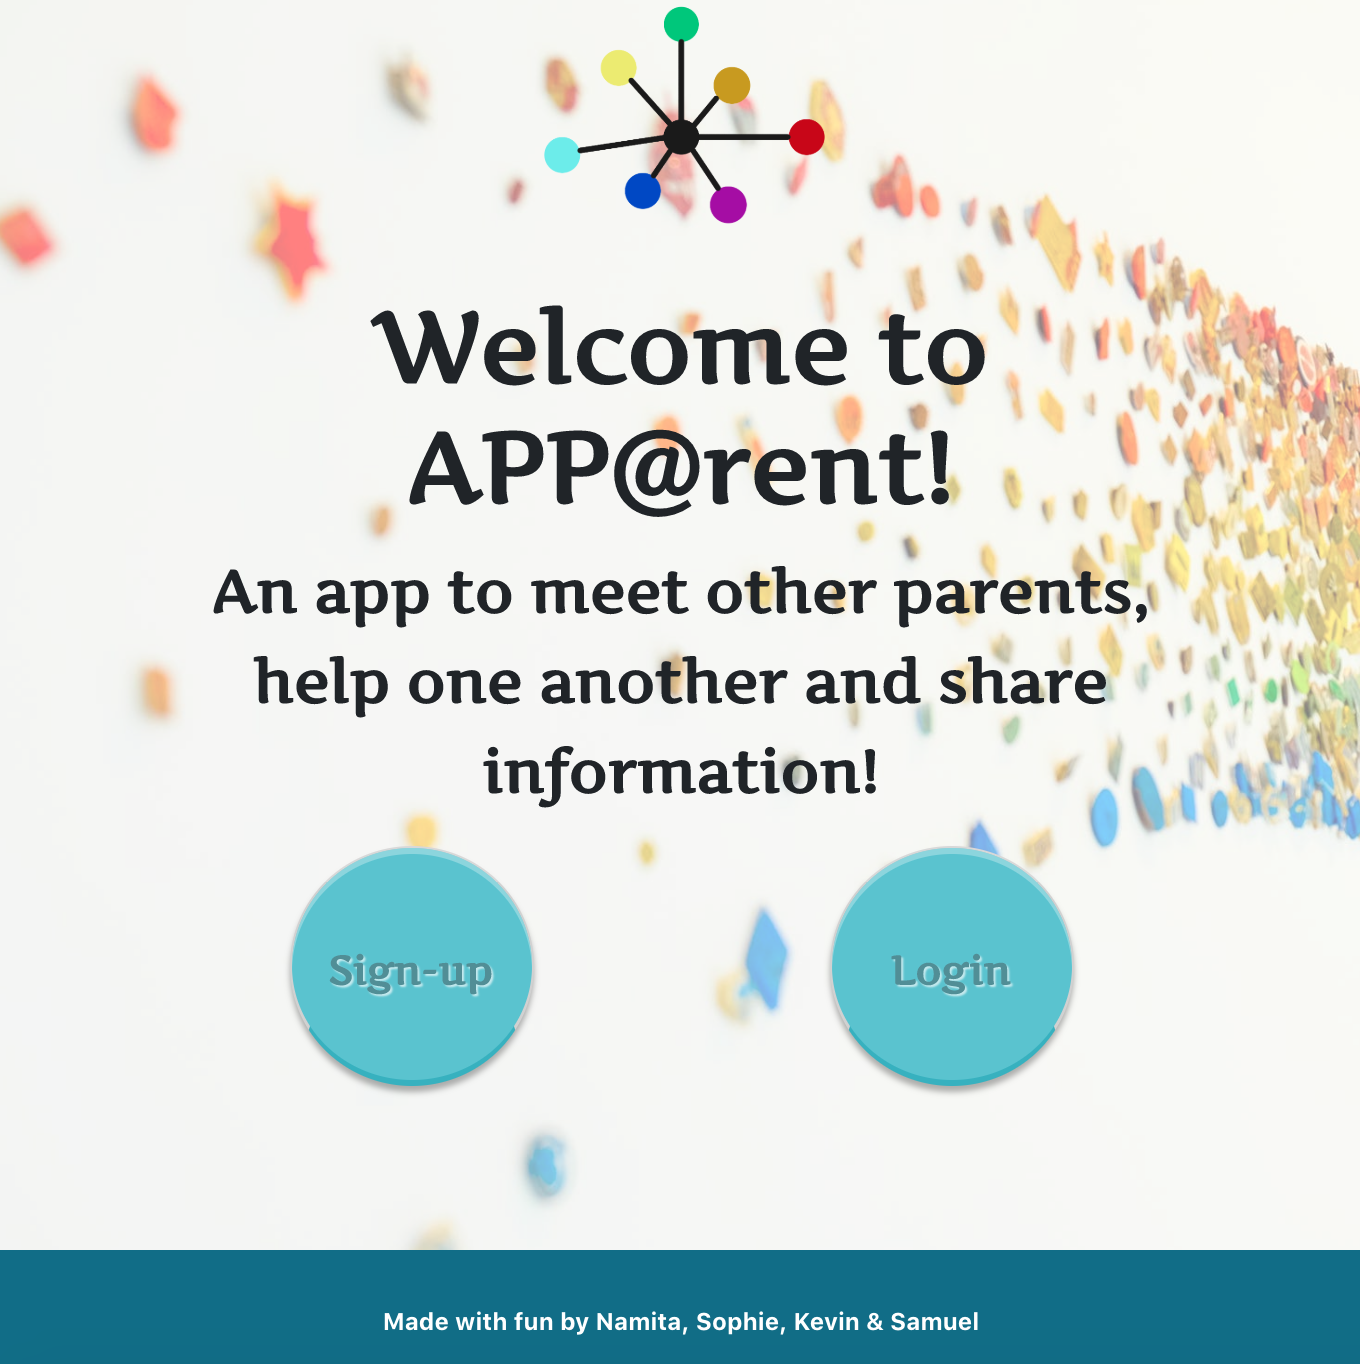 Welcome to
APP@rent!
An app to meet other parents,
help one another and share
information!
Sign-up
Login
Made with fun by Namita, Sophie, Kevin & Samuel